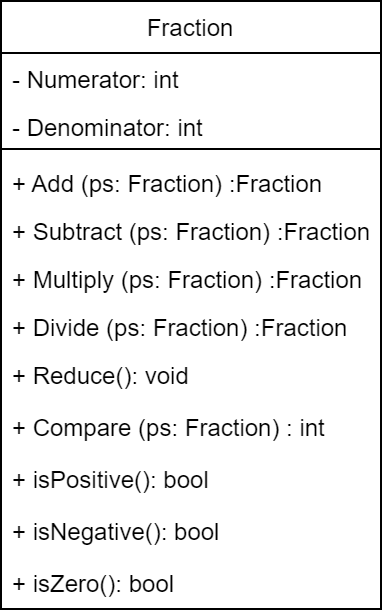 Fraction
- Numerator: int
- Denominator: int
+ Add (ps: Fraction) :Fraction
+ Subtract (ps: Fraction) :Fraction
+ Multiply (ps: Fraction) :Fraction
+ Divide (ps: Fraction) :Fraction
+ Reduce(): void
+ Compare (ps: Fraction) : int
+ isPositive(): bool
+ isNegative(): bool
+ isZero(): bool